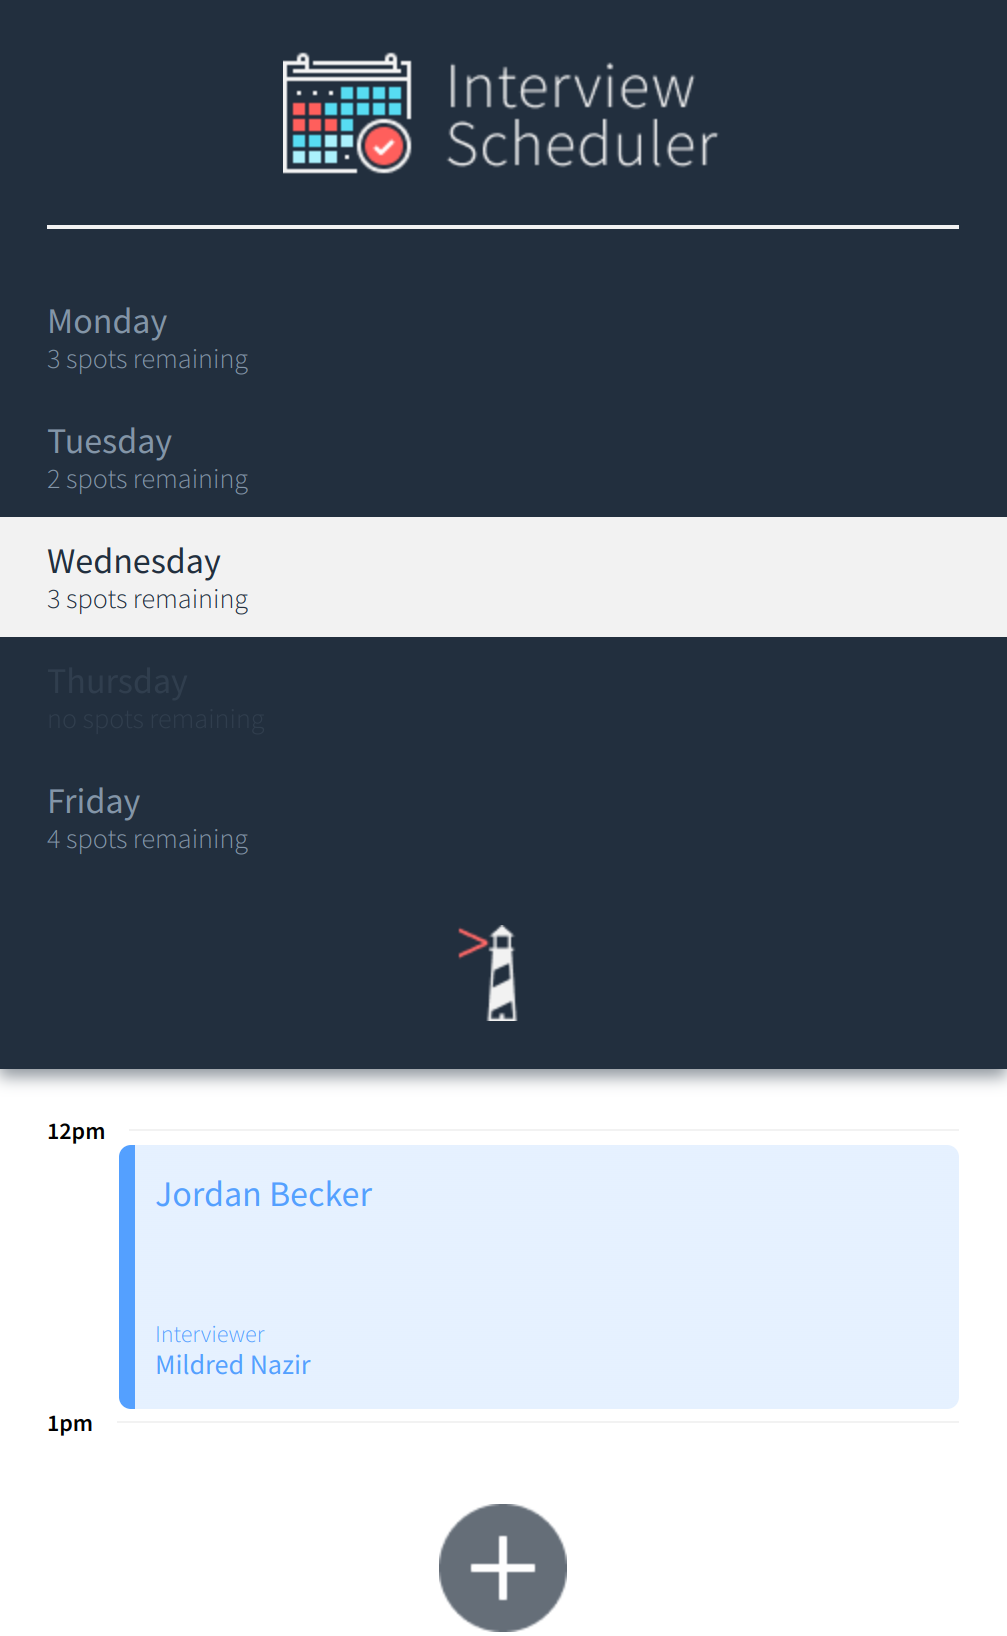 Interview
Scheduler
Monday
3 spots remaining
Tuesday
2 spots remaining
Wednesday
3 spots remaining
Thursday
no spots remaining
Friday
4 spots remaining
12pm
Jordan Becker
Interviewer
Mildred Nazir
1pm